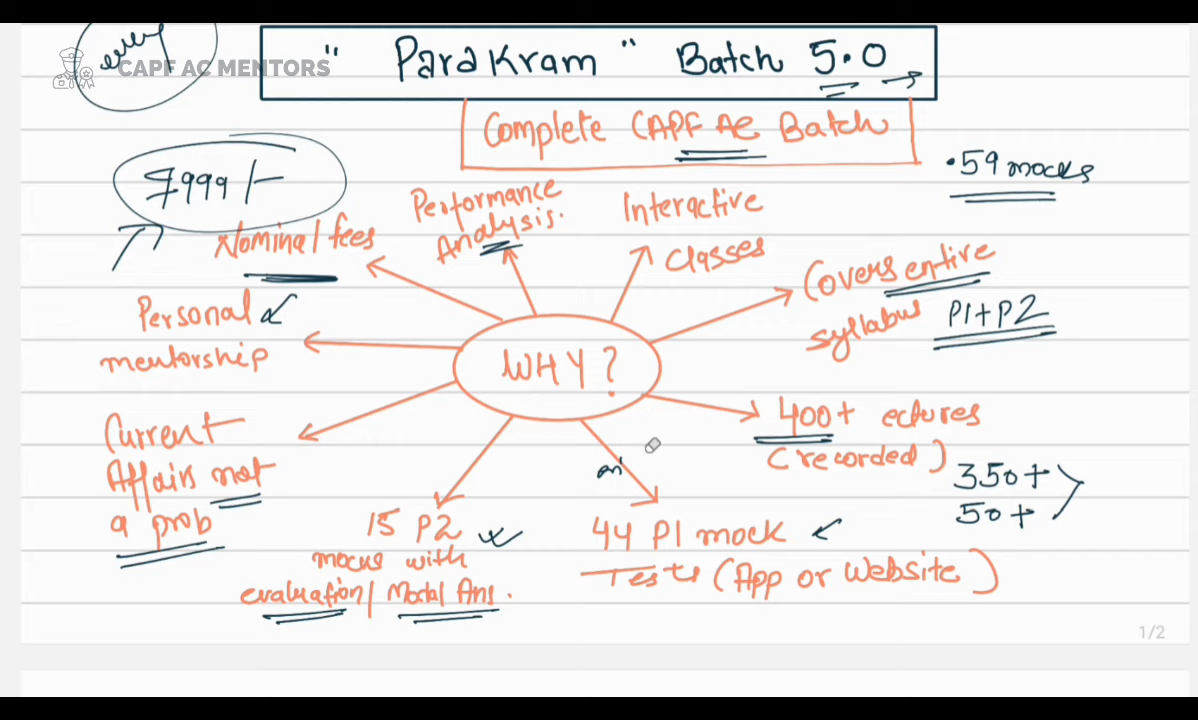 CAPF AC MENTORS
" Parakram " Batch 5.0
Complete CAPF AC Batch
.59 mocks
7999/-
Nominal fees
Performance
Analysis.
Interactive
Classes
Covers entire
syllabus P1+P2
Personal
mentorship
WHY?
400+ ectures
(recorded)
350+
50+
Current
Affairs not
a prob
15 P2
mocks with
evaluation/ Modal Ans.
44 P1 mock
Tests (App or Website)
1/2